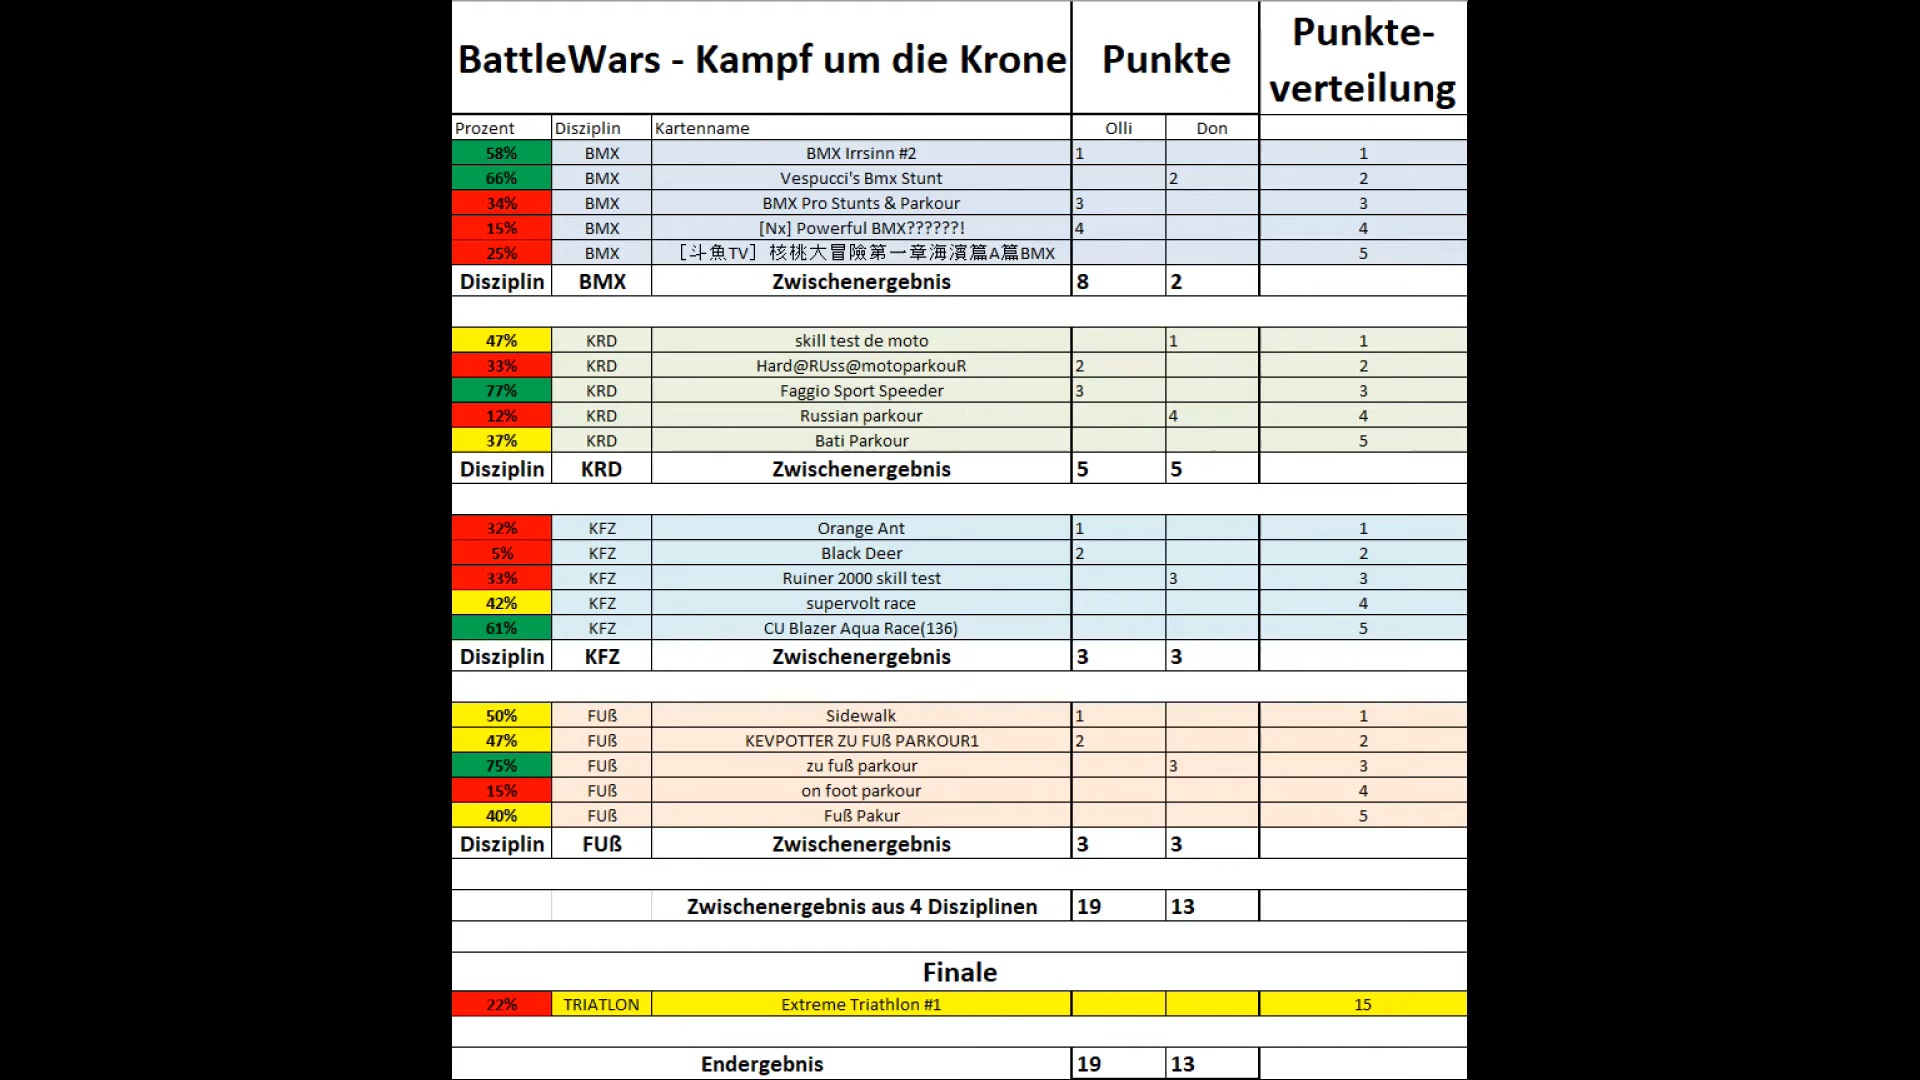 BattleWars - Kampf um die Krone Punkte Punkte-
verteilung
Prozent Disziplin Kartenname Olli Don
58% BMX BMX Irrsinn #2 1 1
66% BMX Vespucci's Bmx Stunt 2 2
34% BMX BMX Pro Stunts & Parkour 3 3
15% BMX [Nx] Powerful BMX??????! 4 4
25% BMX [斗魚TV] 核桃大冒險第一章海濱篇A篇BMX 5
Disziplin BMX Zwischenergebnis 8 2
47% KRD skill test de moto 1 1
33% KRD Hard@RUss@motoparkouR 2 2
77% KRD Faggio Sport Speeder 3 3
12% KRD Russian parkour 4 4
37% KRD Bati Parkour 5
Disziplin KRD Zwischenergebnis 5 5
32% KFZ Orange Ant 1 1
5% KFZ Black Deer 2 2
33% KFZ Ruiner 2000 skill test 3 3
42% KFZ supervolt race 4
61% KFZ CU Blazer Aqua Race(136) 5
Disziplin KFZ Zwischenergebnis 3 3
50% FUß Sidewalk 1 1
47% FUß KEVPOTTER ZU FUß PARKOUR1 2 2
75% FUß zu fuß parkour 3 3
15% FUß on foot parkour 4
40% FUß Fuß Pakur 5
Disziplin FUß Zwischenergebnis 3 3
Zwischenergebnis aus 4 Disziplinen 19 13
Finale
22% TRIATLON Extreme Triathlon #1 15
Endergebnis 19 13